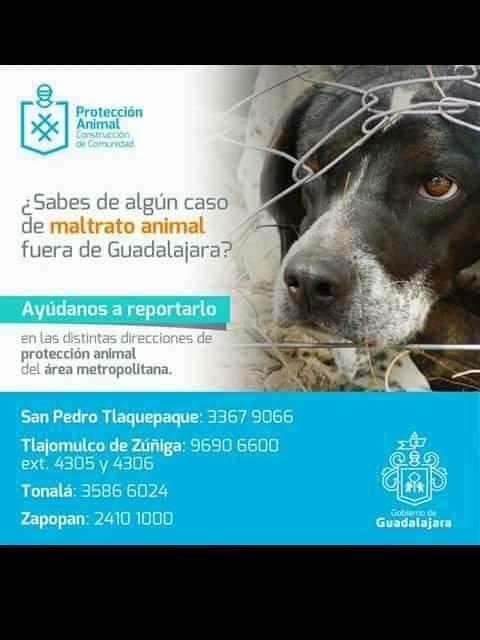 Protección
Animal
Construcción
de Comunidad
¿Sabes de algún caso
de maltrato animal
fuera de Guadalajara?
Ayúdanos a reportarlo
en las distintas direcciones de
protección animal
del área metropolitana.
San Pedro Tlaquepaque: 3367 9066
Tlajomulco de Zúñiga: 9690 6600
ext. 4305 y 4306
Tonalá: 3586 6024
Zapopan: 2410 1000
Gobierno de
Guadalajara